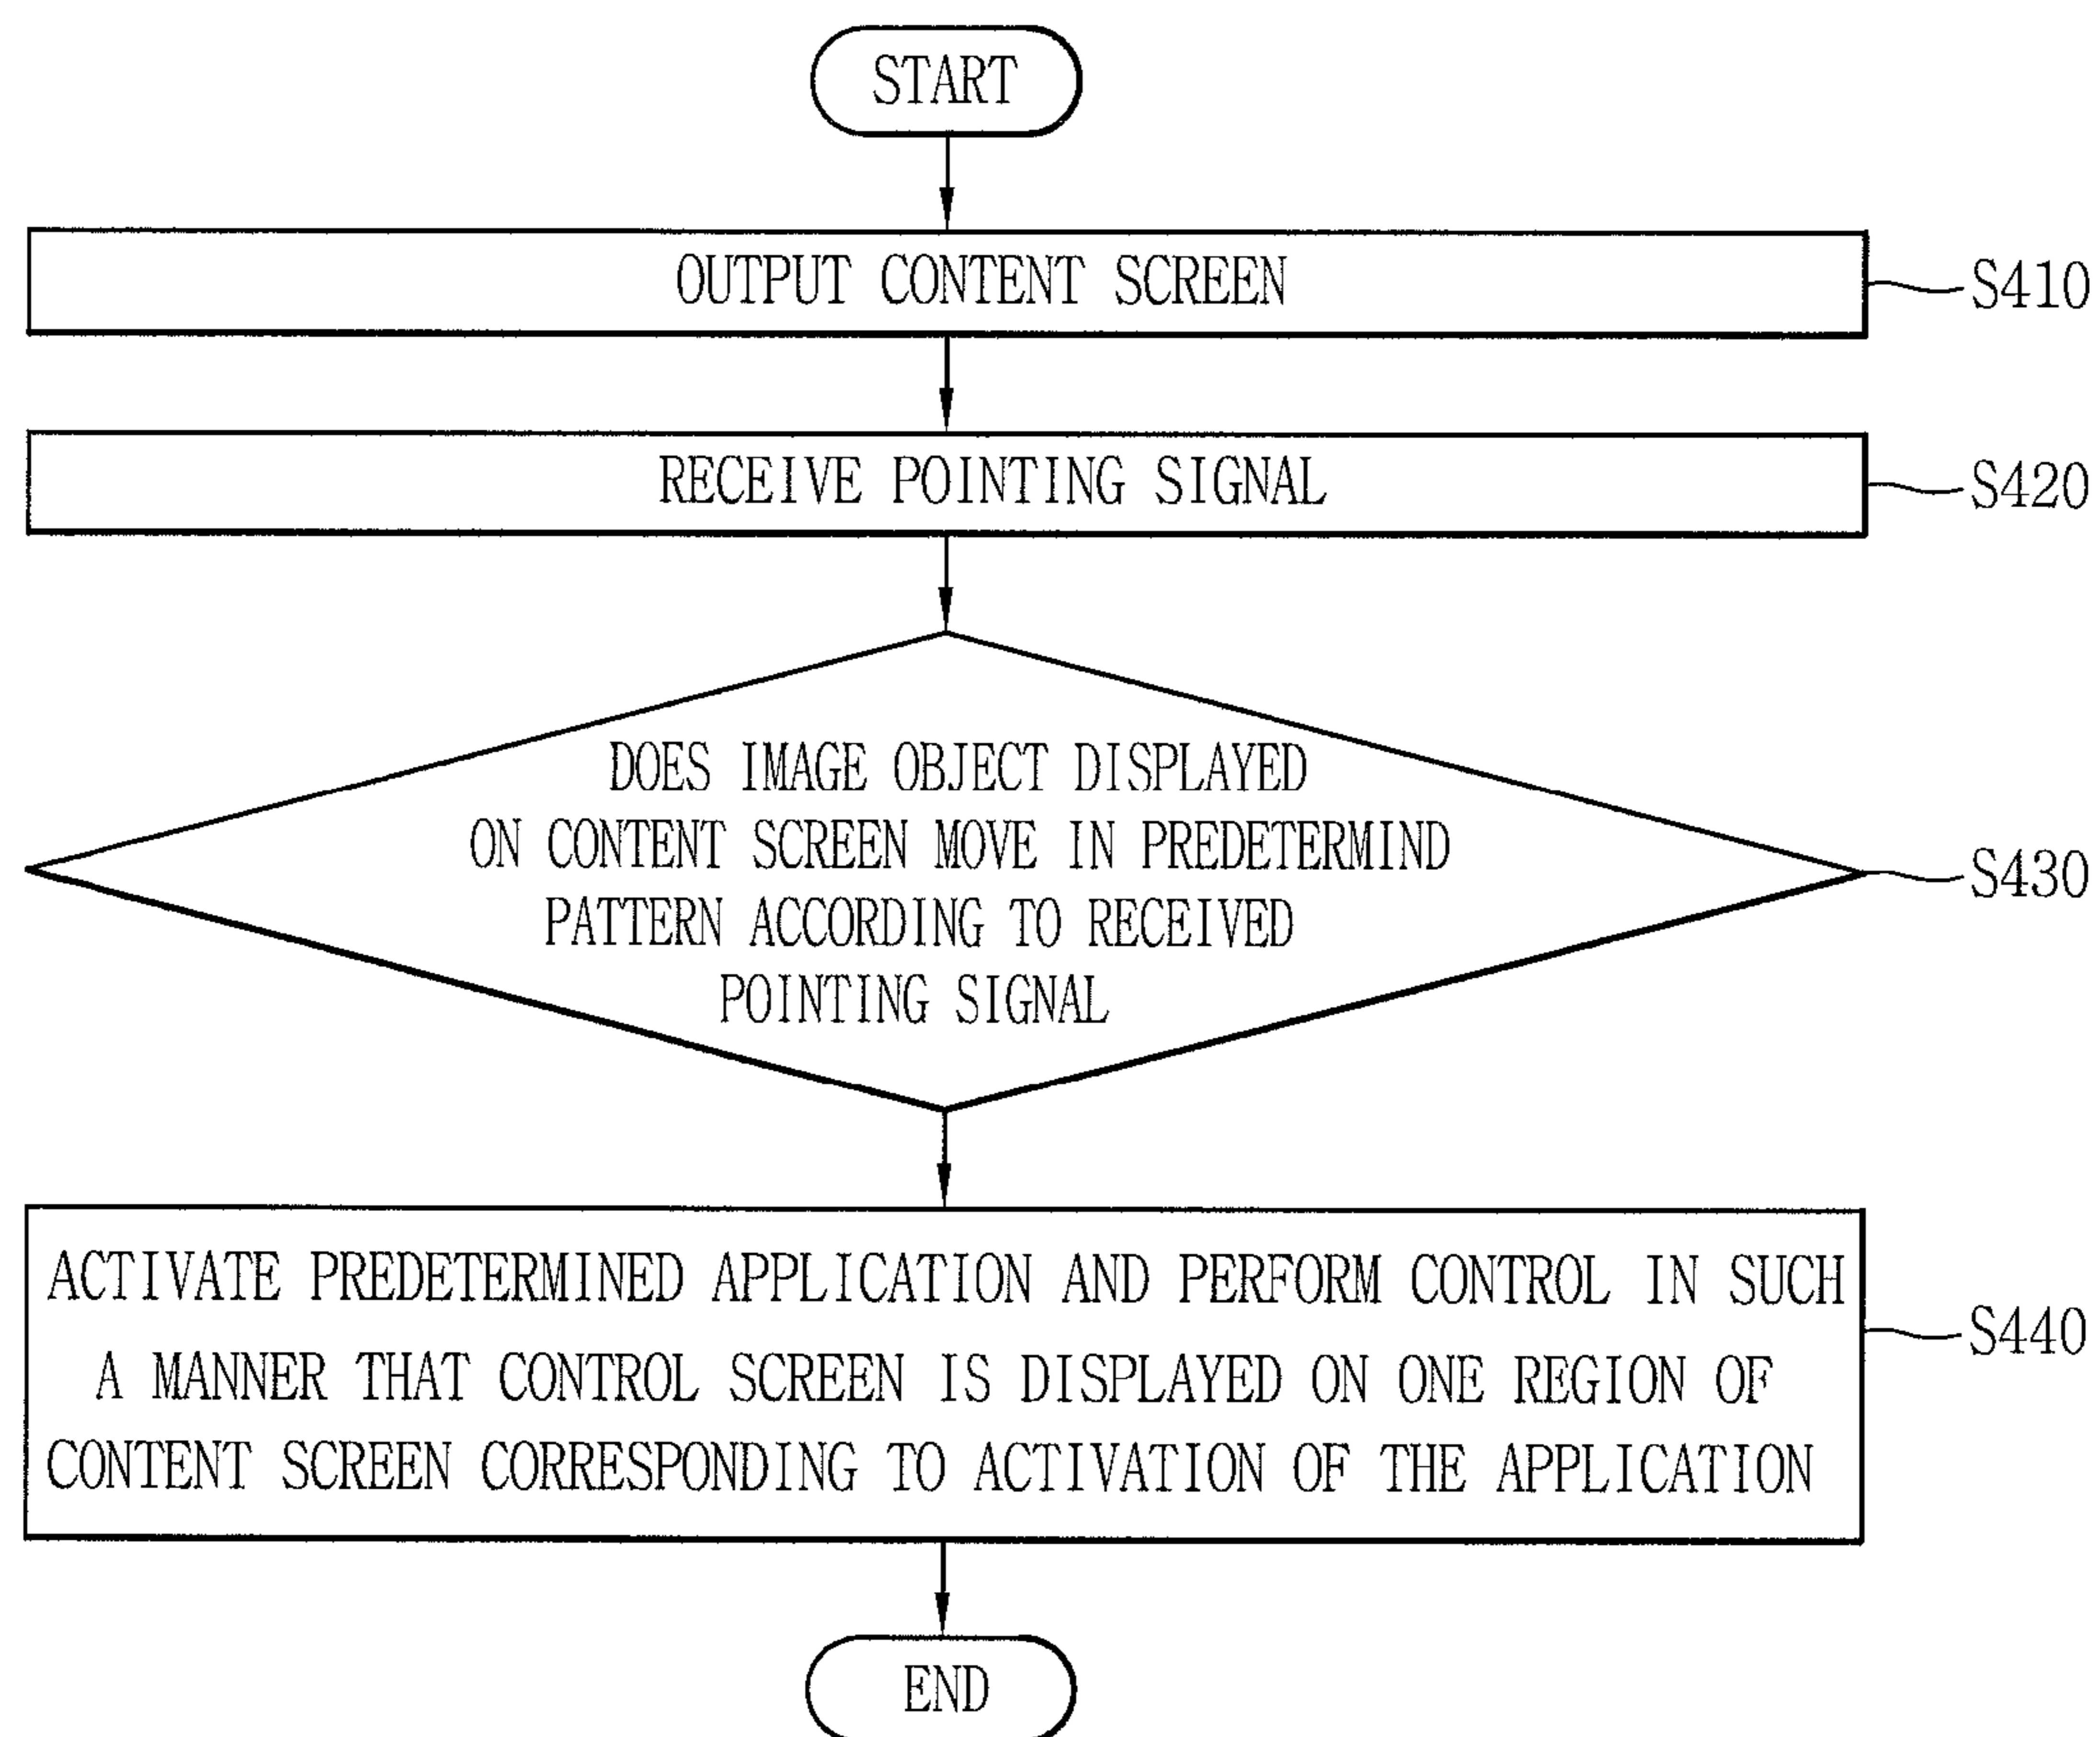 START
OUTPUT CONTENT SCREEN
S410
RECEIVE POINTING SIGNAL
S420
DOES IMAGE OBJECT DISPLAYED
ON CONTENT SCREEN MOVE IN PREDETERMIND
PATTERN ACCORDING TO RECEIVED
POINTING SIGNAL
S430
ACTIVATE PREDETERMINED APPLICATION AND PERFORM CONTROL IN SUCH
A MANNER THAT CONTROL SCREEN IS DISPLAYED ON ONE REGION OF
CONTENT SCREEN CORRESPONDING TO ACTIVATION OF THE APPLICATION
S440
END